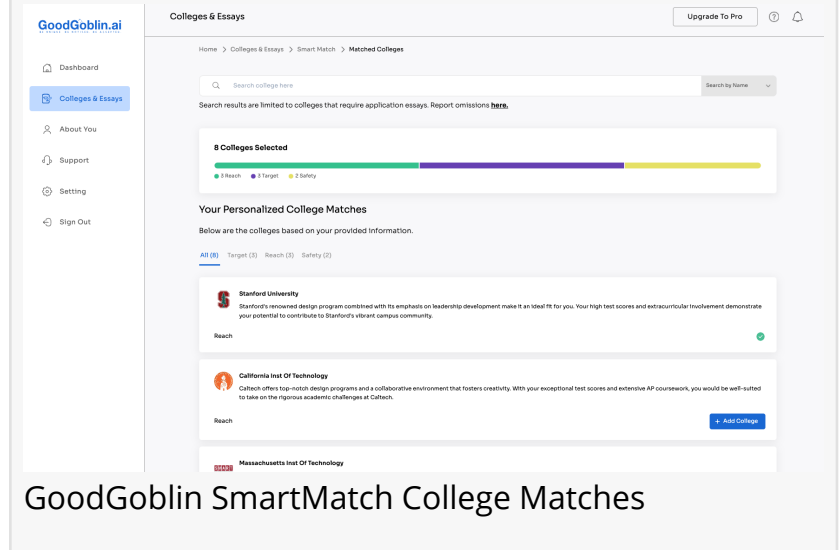 GoodGoblin.ai
Colleges & Essays
Upgrade To Pro
Home > Colleges & Essays > Smart Match > Matched Colleges
Dashboard
Colleges & Essays
About You
Support
Setting
Sign Out
Search college here
Search by Name
Search results are limited to colleges that require application essays. Report omissions here.
8 Colleges Selected
3 Reach 3 Target 2 Safety
Your Personalized College Matches
Below are the colleges based on your provided information.
All (8) Target (3) Reach (3) Safety (2)
Stanford University
Stanford's renowned design program combined with its emphasis on leadership development make it an ideal fit for you. Your high test scores and extracurricular involvement demonstrate
your potential to contribute to Stanford's vibrant campus community.
Reach
California Inst Of Technology
Caltech offers top-notch design programs and a collaborative environment that fosters creativity. With your exceptional test scores and extensive AP coursework, you would be well-suited
to take on the rigorous academic challenges at Caltech.
Reach
+ Add College
Massachusetts Inst Of Technology
GoodGoblin SmartMatch College Matches